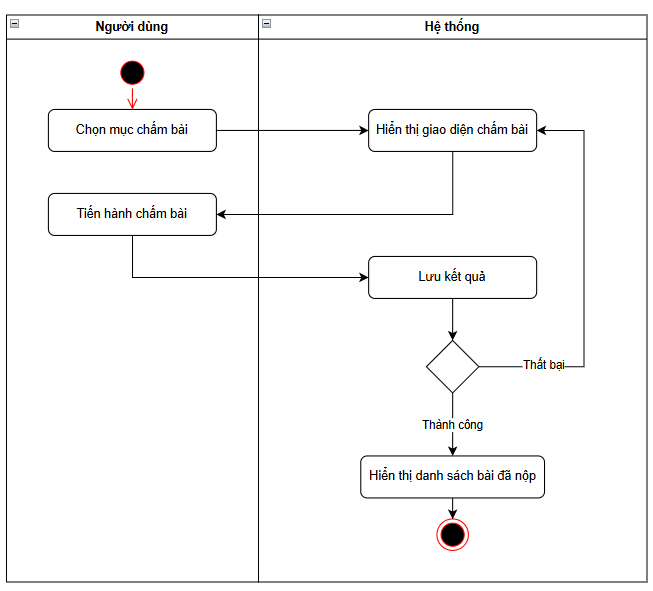 Người dùng
Hệ thống
Chọn mục chấm bài
Hiển thị giao diện chấm bài
Tiến hành chấm bài
Lưu kết quả
Thất bại
Thành công
Hiển thị danh sách bài đã nộp